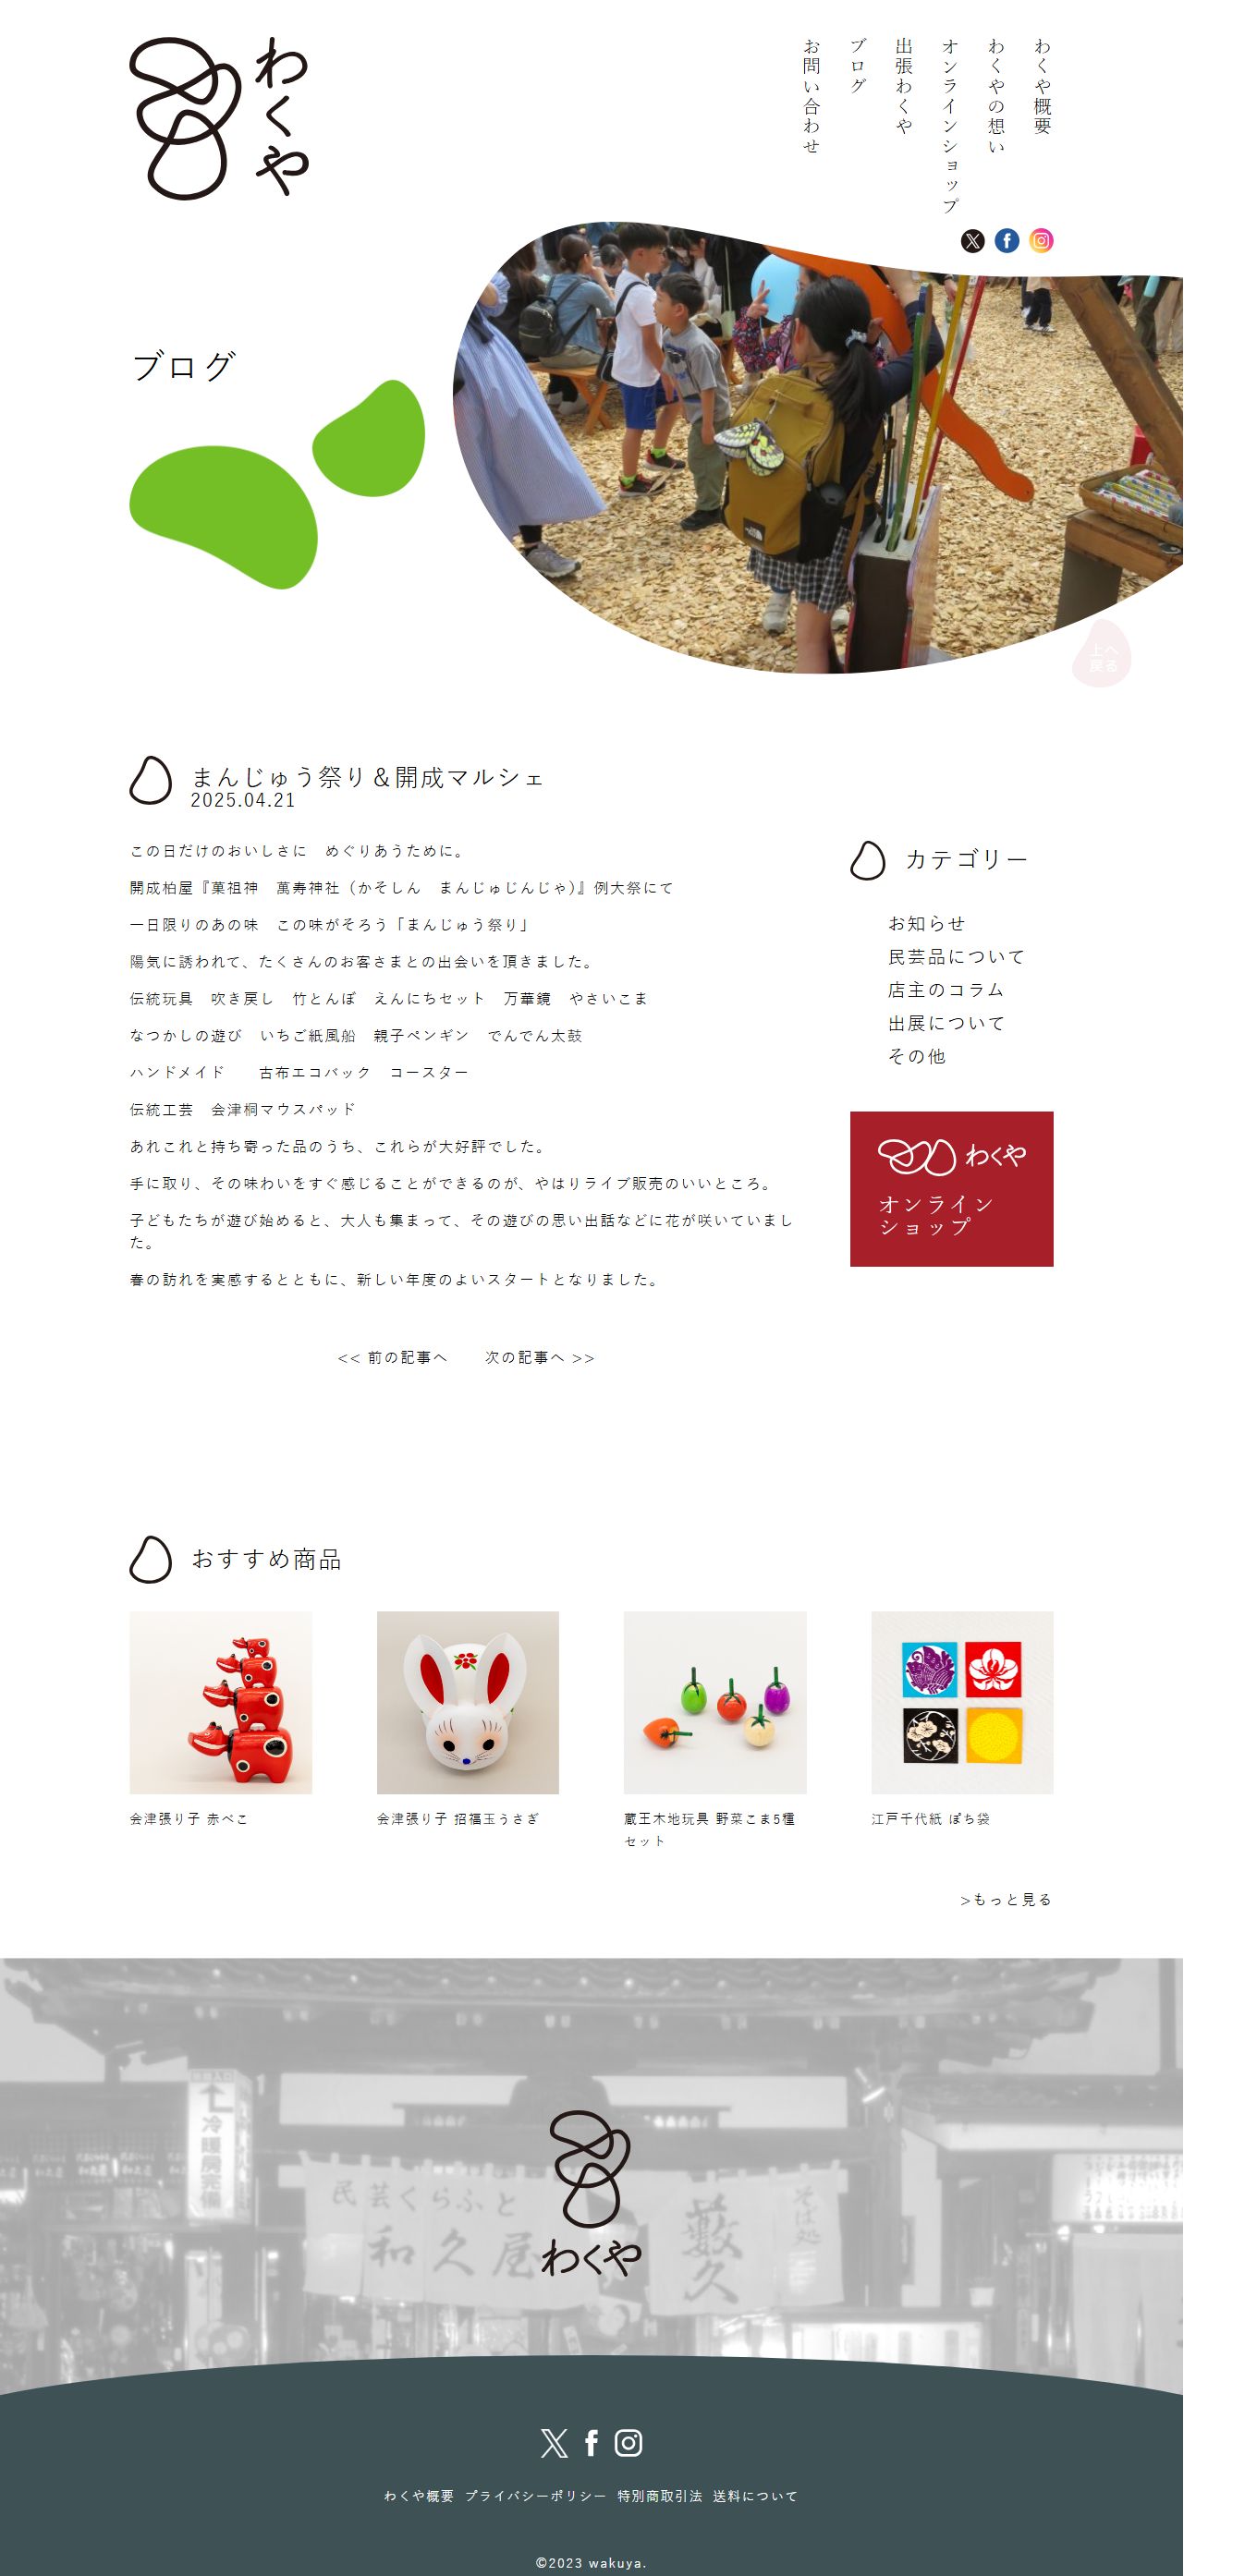 わくや
わくや概要
わくやの想い
オンラインショップ
出張わくや
ブログ
お問い合わせ
ブログ
上へ
戻る
まんじゅう祭り＆開成マルシェ
2025.04.21
この日だけのおいしさに　めぐりあうために。
開成柏屋『菓祖神　萬寿神社（かそしん　まんじゅじんじゃ）』例大祭にて
一日限りのあの味　この味がそろう「まんじゅう祭り」
陽気に誘われて、たくさんのお客さまとの出会いを頂きました。
伝統玩具　吹き戻し　竹とんぼ　えんにちセット　万華鏡　やさいこま
なつかしの遊び　いちご紙風船　親子ペンギン　でんでん太鼓
ハンドメイド　　古布エコバック　コースター
伝統工芸　会津桐マウスパッド
あれこれと持ち寄った品のうち、これらが大好評でした。
手に取り、その味わいをすぐ感じることができるのが、やはりライブ販売のいいところ。
子どもたちが遊び始めると、大人も集まって、その遊びの思い出話などに花が咲いていまし
た。
春の訪れを実感するとともに、新しい年度のよいスタートとなりました。
<< 前の記事へ　　次の記事へ >>
カテゴリー
お知らせ
民芸品について
店主のコラム
出展について
その他
わくや
オンライン
ショップ
おすすめ商品
会津張り子 赤べこ
会津張り子 招福玉うさぎ
蔵王木地玩具 野菜こま5種
セット
江戸千代紙 ぽち袋
>もっと見る
冷暖房完備
民芸くらふと
和久屋
藪久
そば処
わくや
わくや概要 プライバシーポリシー 特別商取引法 送料について
©2023 wakuya.